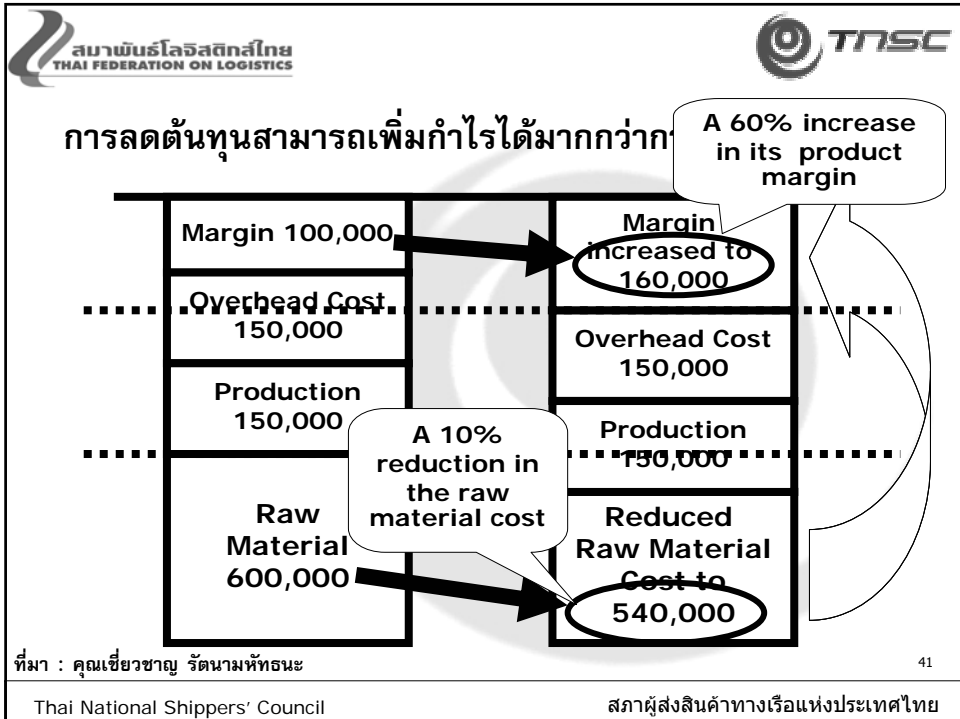 สมาพันธ์โลจิสติกส์ไทย
THAI FEDERATION ON LOGISTICS
TNSC
การลดต้นทุนสามารถเพิ่มกำไรได้มากกว่า
A 60% increase
in its product
margin
Margin 100,000
Overhead Cost
150,000
Production
150,000
Raw
Material
600,000
A 10%
reduction in
the raw
material cost
Margin
increased to
160,000
Overhead Cost
150,000
Production
150,000
Reduced
Raw Material
Cost to
540,000
ที่มา : คุณเชี่ยวชาญ รัตนามหัทธนะ
41
Thai National Shippers' Council
สภาผู้ส่งสินค้าทางเรือแห่งประเทศไทย